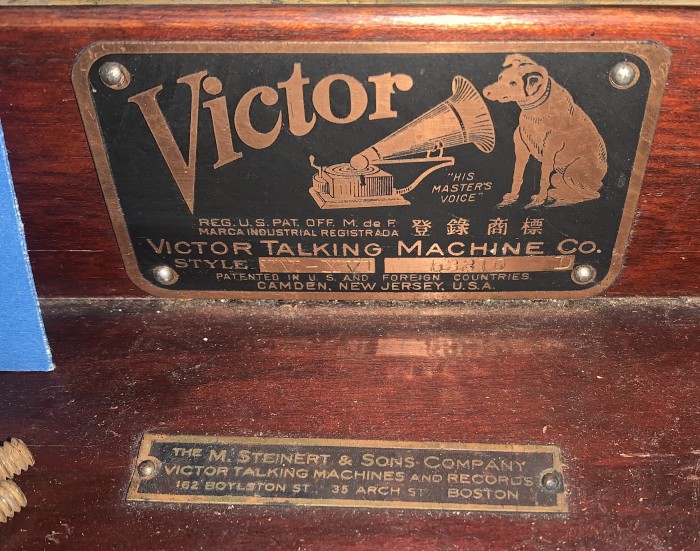 Victor
"HIS
MASTER'S
VOICE"
REG. U.S. PAT. OFF. M. de F.
MARCA INDUSTRIAL REGISTRADA
登錄商標
VICTOR TALKING MACHINE CO.
STYLE
PATENTED IN U.S. AND FOREIGN COUNTRIES.
CAMDEN, NEW JERSEY, U.S.A.
THE M. STEINERT & SONS COMPANY
VICTOR TALKING MACHINES AND RECORDS
162 BOYLSTON ST. 35 ARCH ST. BOSTON